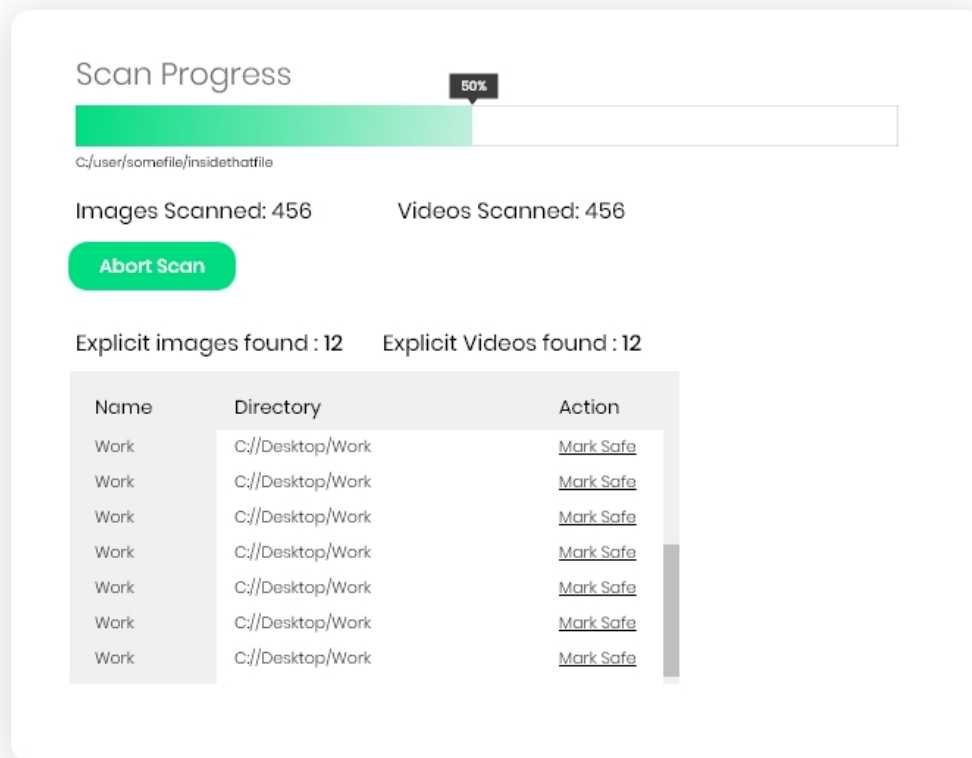 Scan Progress
50%
C:/user/somefile/insidethatfile
Images Scanned: 456 Videos Scanned: 456
Abort Scan
Explicit images found : 12 Explicit Videos found : 12
Name Directory Action
Work C://Desktop/Work Mark Safe
Work C://Desktop/Work Mark Safe
Work C://Desktop/Work Mark Safe
Work C://Desktop/Work Mark Safe
Work C://Desktop/Work Mark Safe
Work C://Desktop/Work Mark Safe
Work C://Desktop/Work Mark Safe